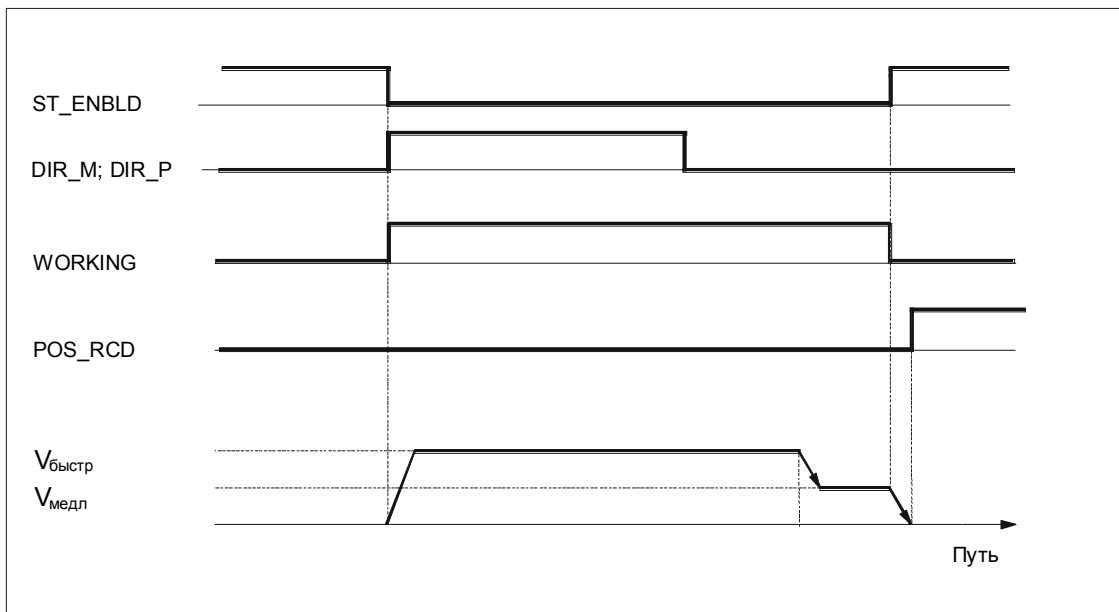 ST_ENBLD
DIR_M; DIR_P
WORKING
POS_RCD
Vбыстр
Vмедл
Путь